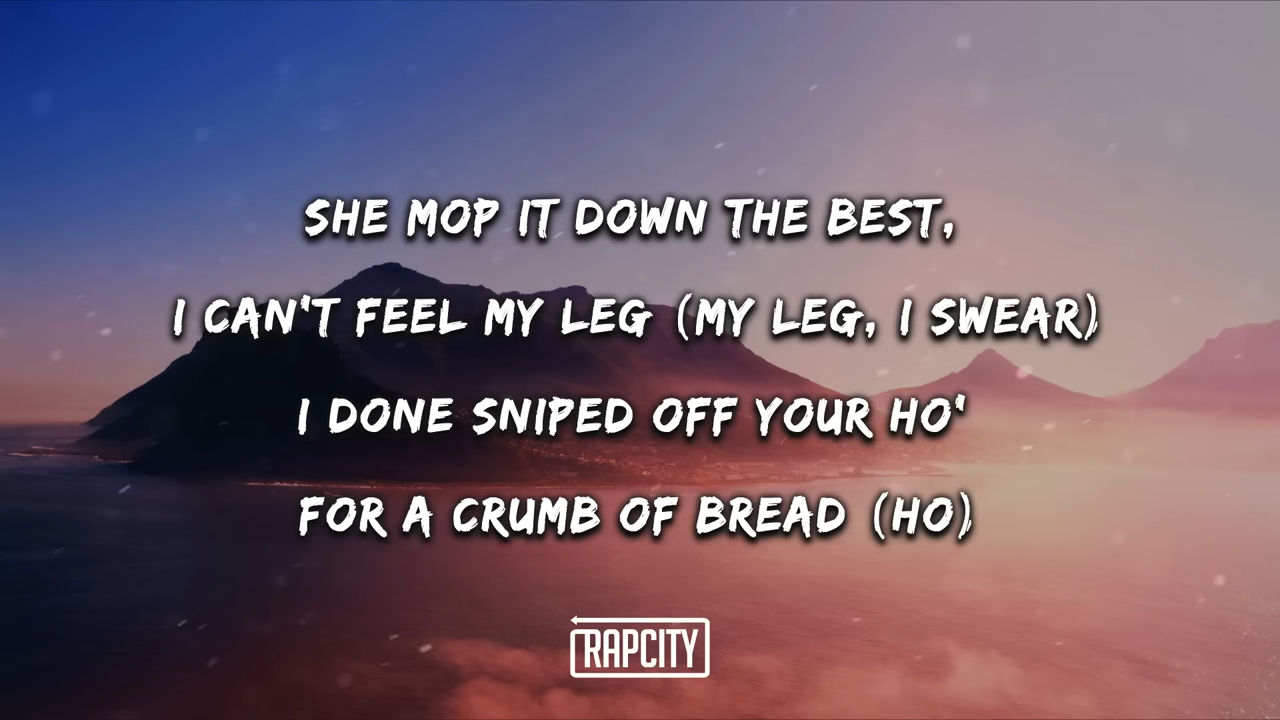 SHE MOP IT DOWN THE BEST,
I CAN'T FEEL MY LEG (MY LEG, I SWEAR)
I DONE SNIPED OFF YOUR HO'
FOR A CRUMB OF BREAD (HO)
RAPCITY